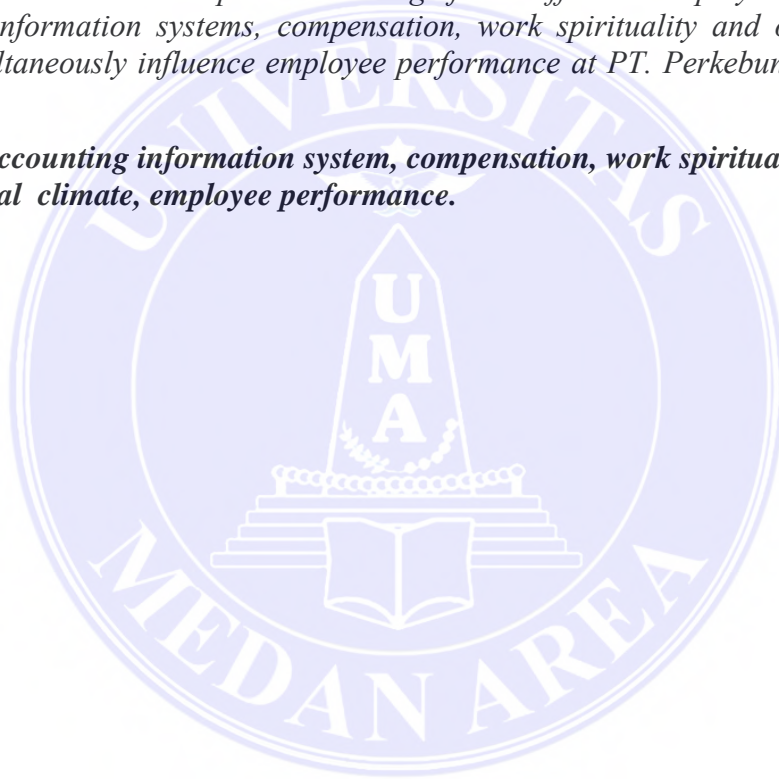 information systems, compensation, work spirituality and
ltaneously influence employee performance at PT. Perkebun
ccounting information system, compensation, work spiritua
al climate, employee performance.
UNIVERSITAS
UMA
MEDAN AREA